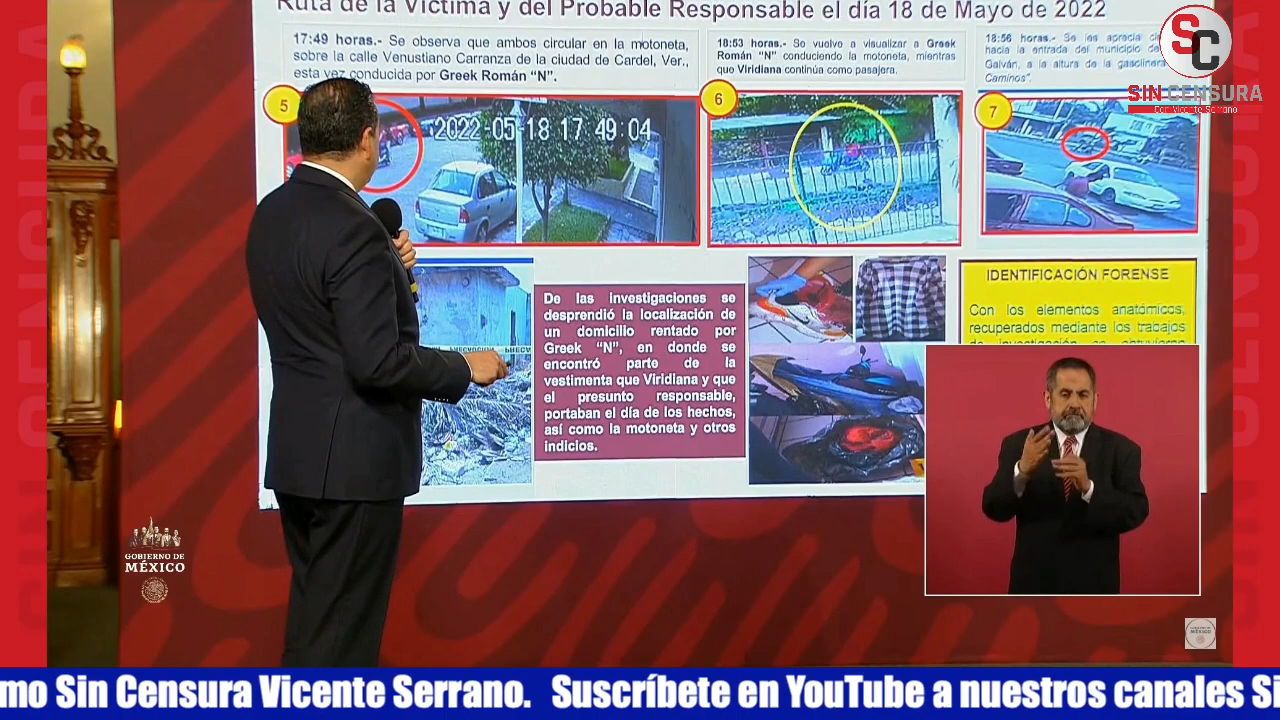 Ruta de la Víctima y del Probable Responsable el día 18 de Mayo de 2022
17:49 horas.- Se observa que ambos circular en la motoneta,
sobre la calle Venustiano Carranza de la ciudad de Cardel, Ver.,
esta vez conducida por Greek Román “N”.
18:53 horas.- Se vuelve a visualizar a Greek
Román “N” conduciendo la motoneta, mientras
que Viridiana continúa como pasajera.
18:56 horas.- Se les aprecia
hacia la entrada del municipio de
Galván, a la altura de la gasolinera
Caminos”.
SC
SIN CENSURA
Con Vicente Serrano
5
2022-05-18 17:49:04
6
7
De las investigaciones se
desprendió la localización de
un domicilio rentado por
Greek “N”, en donde se
encontró parte de la
vestimenta que Viridiana y que
el presunto responsable,
portaban el día de los hechos,
así como la motoneta y otros
indicios.
IDENTIFICACIÓN FORENSE
Con los elementos anatómicos,
recuperados mediante los trabajos
GOBIERNO DE
MÉXICO
mo Sin Censura Vicente Serrano. Suscríbete en YouTube a nuestros canales Si